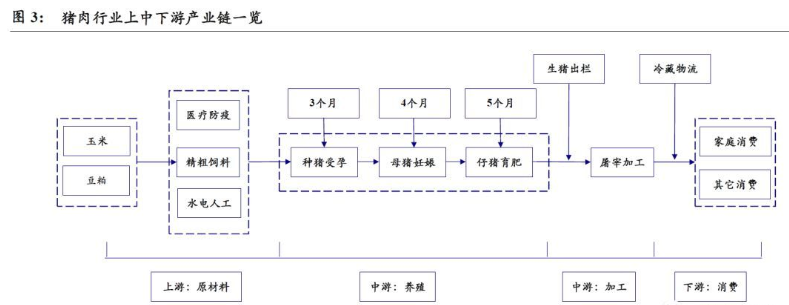 图 3： 猪肉行业上中下游产业链一览
生猪出栏
冷藏物流
3个月
4个月
5个月
医疗防疫
玉米
豆粕
精粗饲料
水电人工
种猪受孕
母猪妊娠
仔猪育肥
屠宰加工
家庭消费
其它消费
上游：原材料
中游：养殖
中游：加工
下游：消费